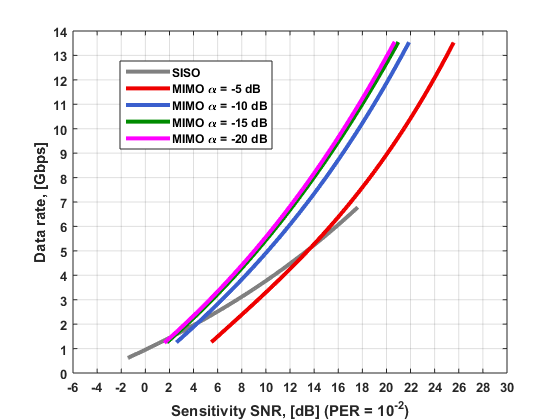 14
13
12
11
10
9
8
7
6
5
4
3
2
1
0
Data rate, [Gbps]
SISO
MIMO α = -5 dB
MIMO α = -10 dB
MIMO α = -15 dB
MIMO α = -20 dB
-6 -4 -2 0 2 4 6 8 10 12 14 16 18 20 22 24 26 28 30
Sensitivity SNR, [dB] (PER = 10⁻²)